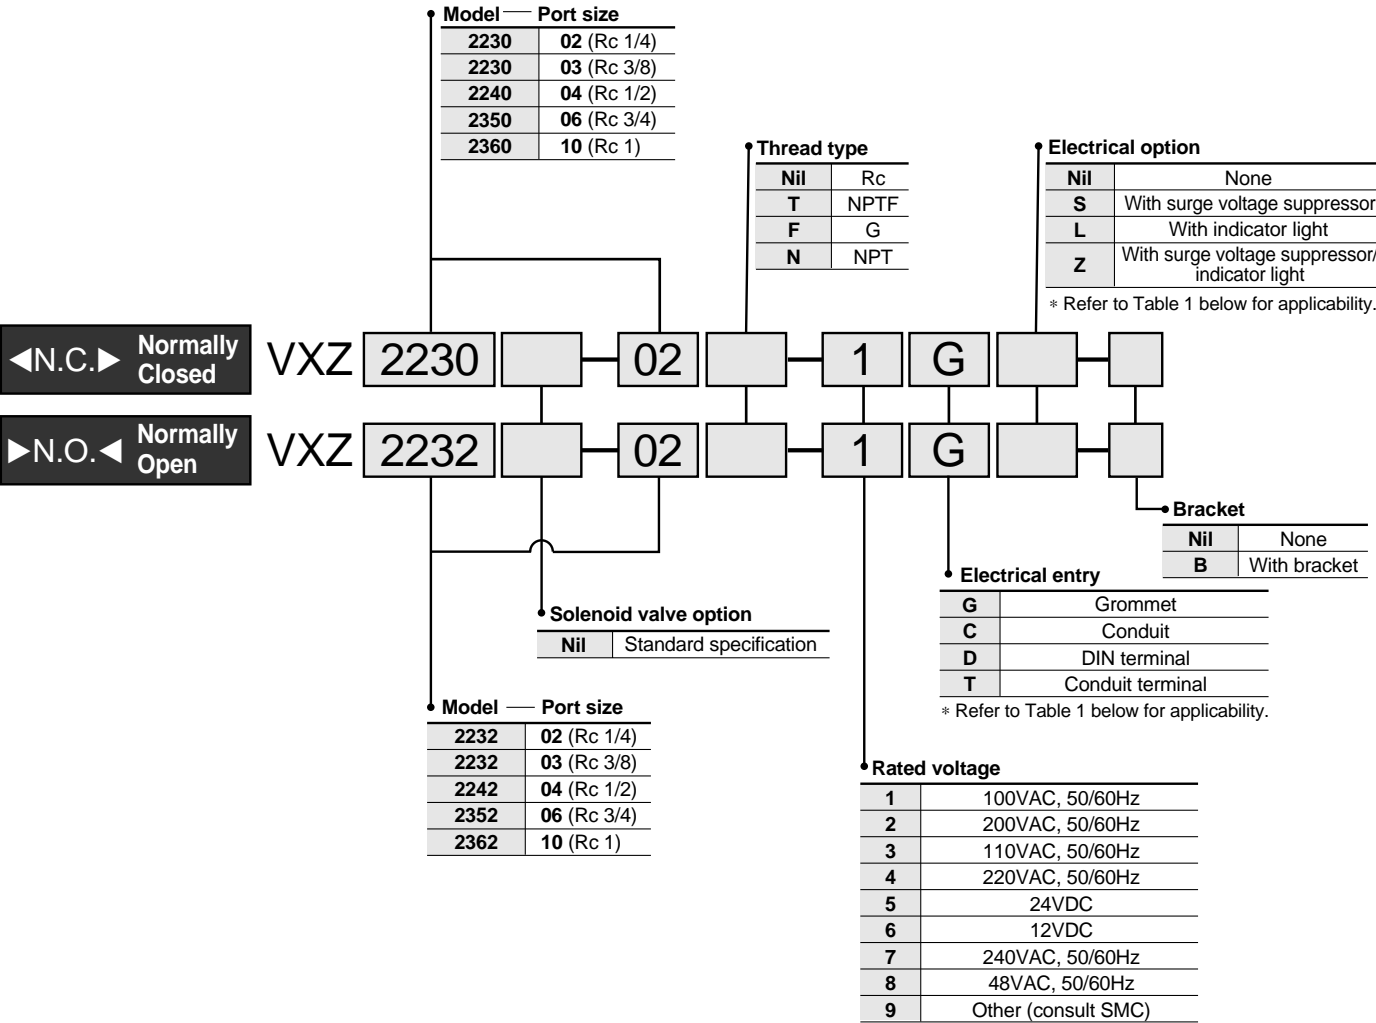 Model — Port size
2230 02 (Rc 1/4)
2230 03 (Rc 3/8)
2240 04 (Rc 1/2)
2350 06 (Rc 3/4)
2360 10 (Rc 1)
Thread type
Nil Rc
T NPTF
F G
N NPT
Electrical option
Nil None
S With surge voltage suppressor
L With indicator light
Z With surge voltage suppressor/
indicator light
* Refer to Table 1 below for applicability.
◀N.C.▶ Normally
Closed
VXZ 2230 - 02 - 1 G -
▶N.O.◀ Normally
Open
VXZ 2232 - 02 - 1 G -
Bracket
Nil None
B With bracket
Electrical entry
G Grommet
C Conduit
D DIN terminal
T Conduit terminal
* Refer to Table 1 below for applicability.
Solenoid valve option
Nil Standard specification
Model — Port size
2232 02 (Rc 1/4)
2232 03 (Rc 3/8)
2242 04 (Rc 1/2)
2352 06 (Rc 3/4)
2362 10 (Rc 1)
Rated voltage
1 100VAC, 50/60Hz
2 200VAC, 50/60Hz
3 110VAC, 50/60Hz
4 220VAC, 50/60Hz
5 24VDC
6 12VDC
7 240VAC, 50/60Hz
8 48VAC, 50/60Hz
9 Other (consult SMC)